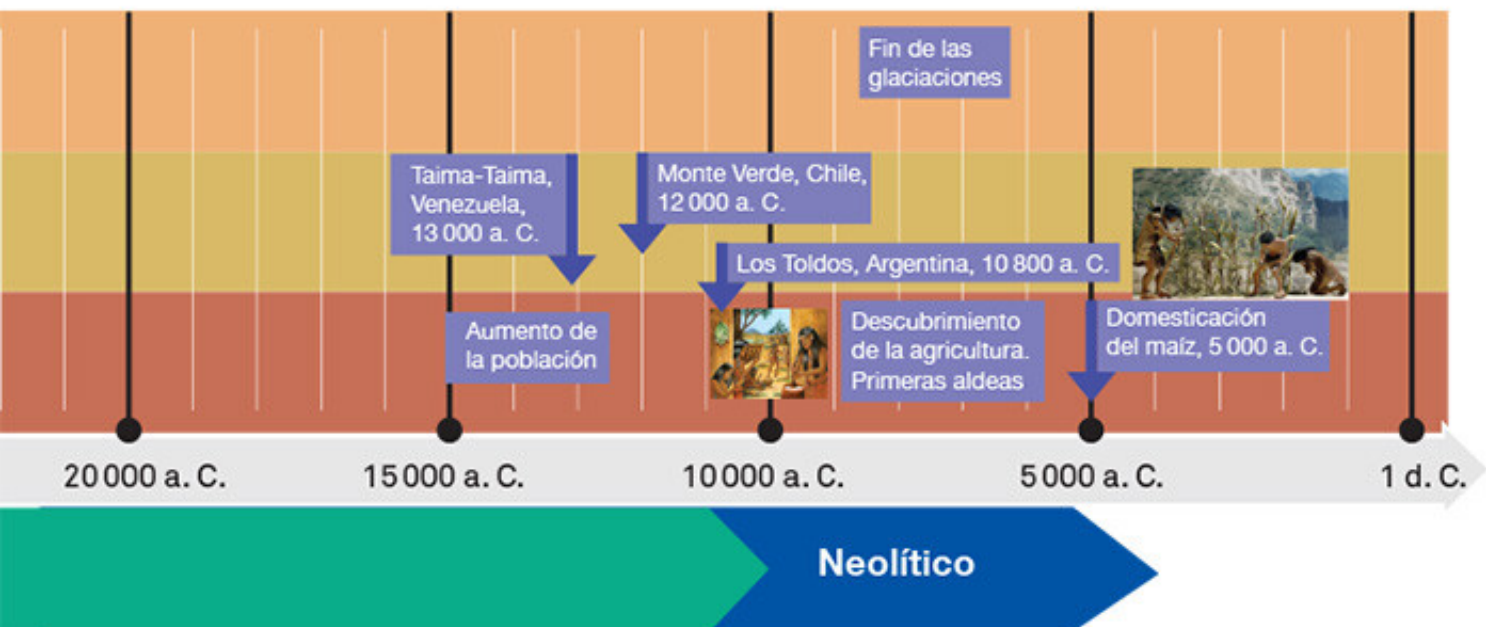 Fin de las
glaciaciones
Taima-Taima,
Venezuela,
13 000 a. C.
Monte Verde, Chile,
12 000 a. C.
Los Toldos, Argentina, 10 800 a. C.
Aumento de
la población
Descubrimiento
de la agricultura.
Primeras aldeas
Domesticación
del maíz, 5 000 a. C.
20 000 a. C.
15 000 a. C.
10 000 a. C.
5 000 a. C.
1 d. C.
Neolítico